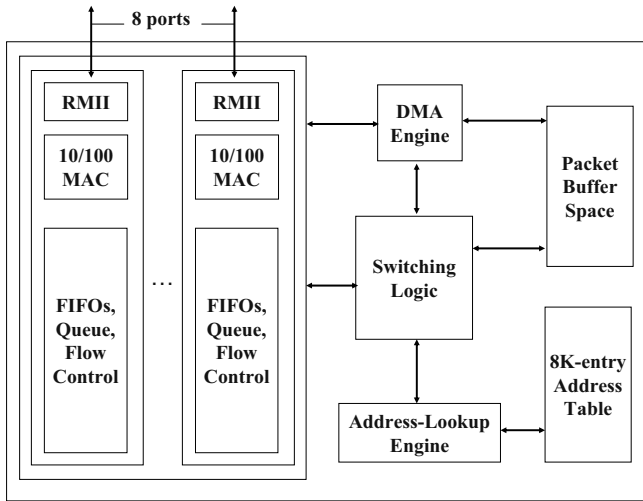 8 ports
RMII
10/100
MAC
FIFOs,
Queue,
Flow
Control
...
RMII
10/100
MAC
FIFOs,
Queue,
Flow
Control
DMA
Engine
Switching
Logic
Address-Lookup
Engine
Packet
Buffer
Space
8K-entry
Address
Table